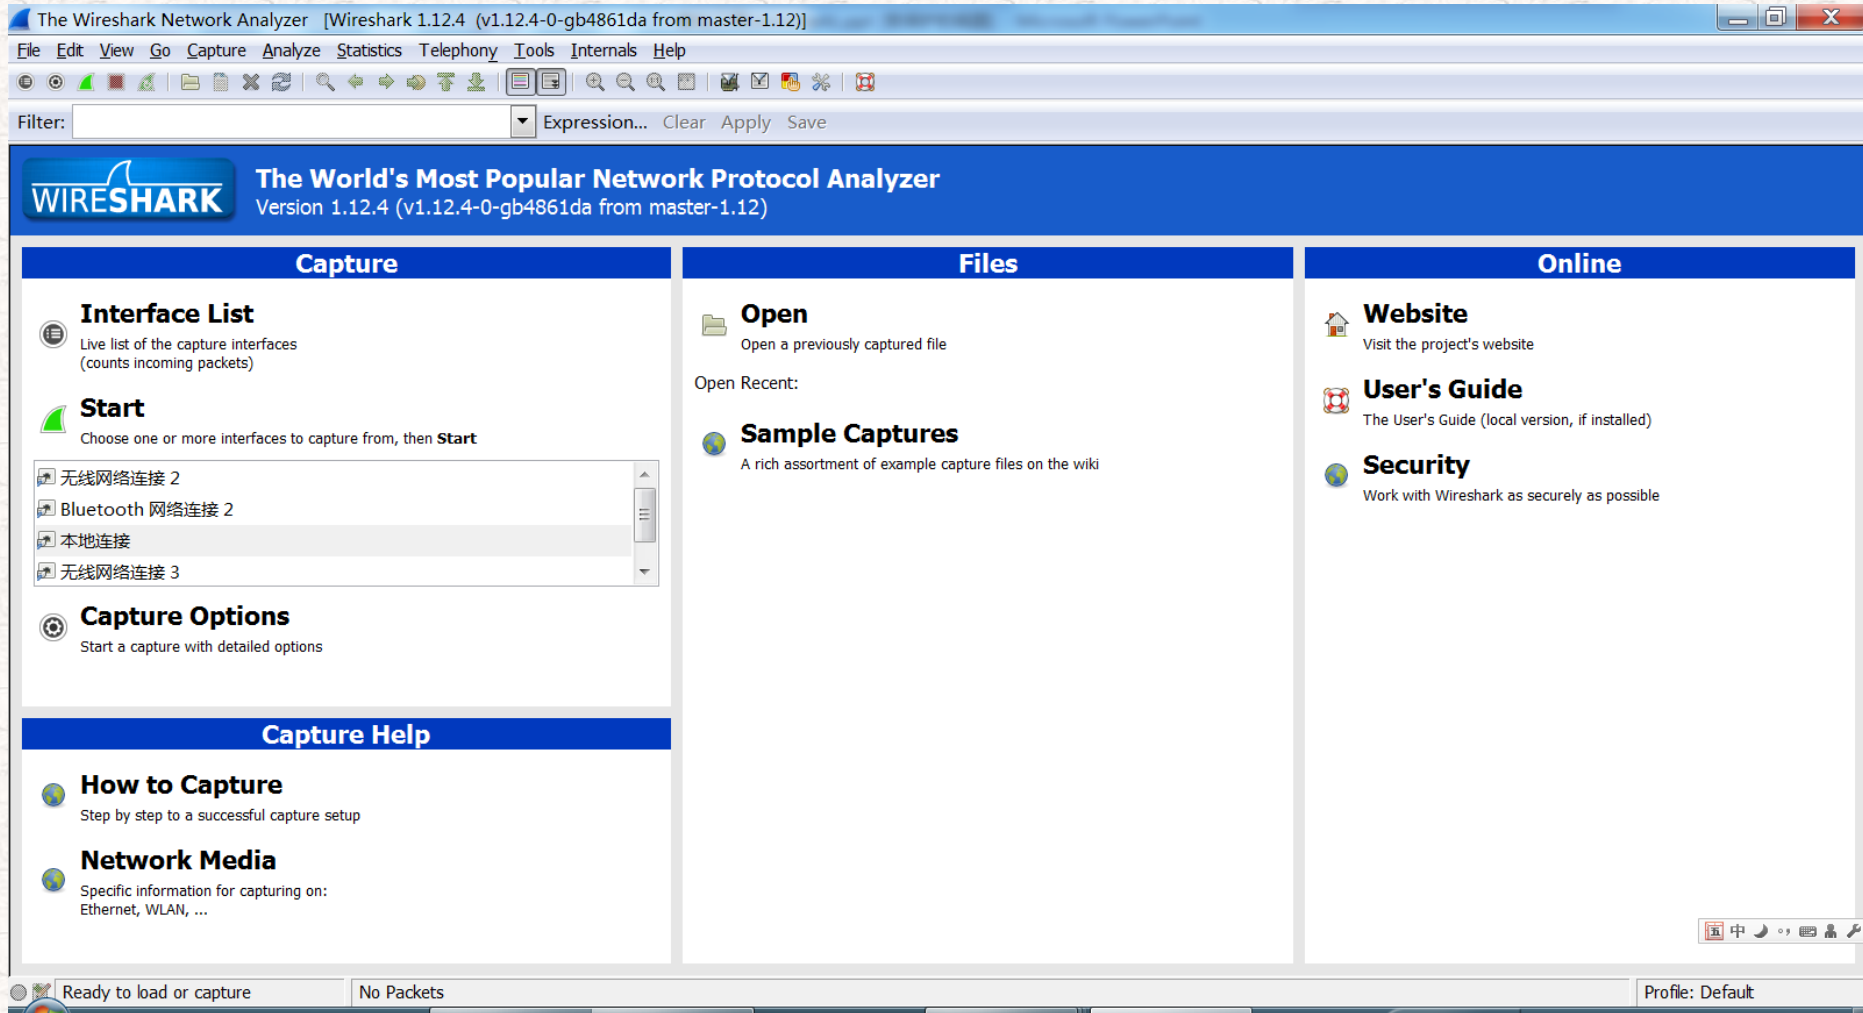 The Wireshark Network Analyzer [Wireshark 1.12.4 (v1.12.4-0-gb4861da from master-1.12)]
File Edit View Go Capture Analyze Statistics Telephony Tools Internals Help
Filter: Expression... Clear Apply Save
WIRESHARK
The World's Most Popular Network Protocol Analyzer
Version 1.12.4 (v1.12.4-0-gb4861da from master-1.12)
Capture
Interface List
Live list of the capture interfaces
(counts incoming packets)
Start
Choose one or more interfaces to capture from, then Start
无线网络连接 2
Bluetooth 网络连接 2
本地连接
无线网络连接 3
Capture Options
Start a capture with detailed options
Capture Help
How to Capture
Step by step to a successful capture setup
Network Media
Specific information for capturing on:
Ethernet, WLAN, ...
Files
Open
Open a previously captured file
Open Recent:
Sample Captures
A rich assortment of example capture files on the wiki
Online
Website
Visit the project's website
User's Guide
The User's Guide (local version, if installed)
Security
Work with Wireshark as securely as possible
五 中
Ready to load or capture
No Packets
Profile: Default